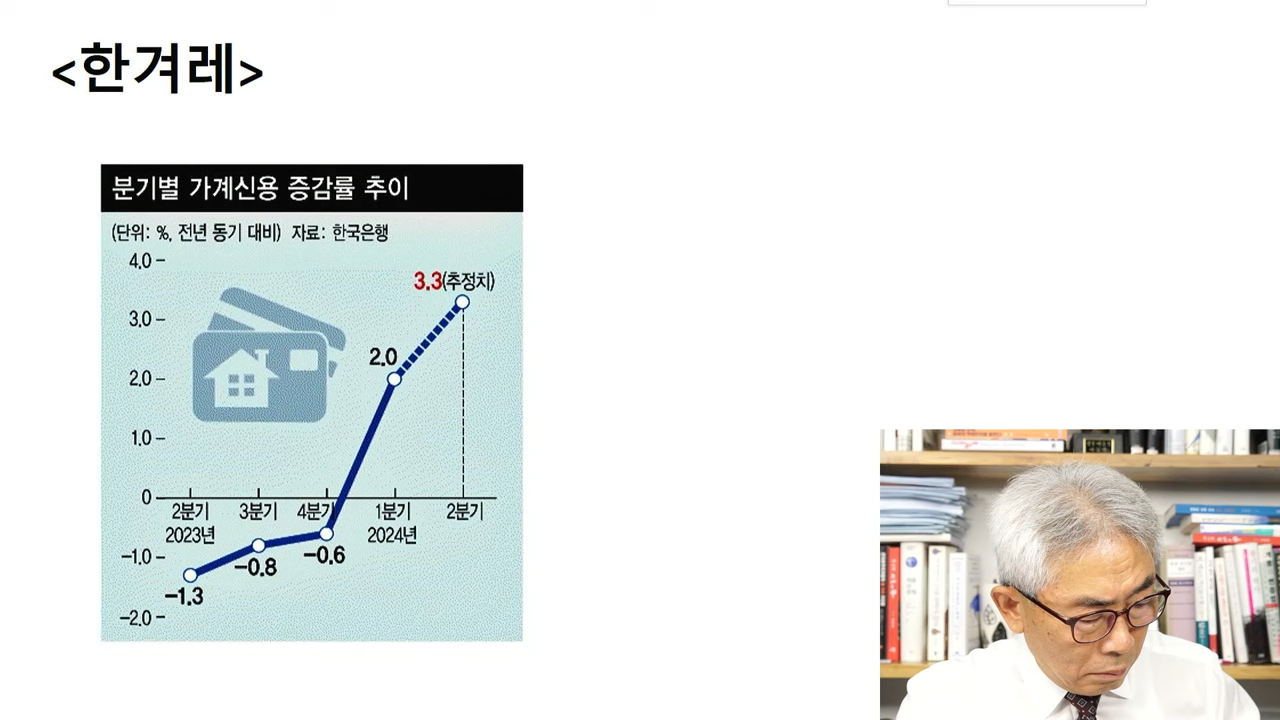 <한겨레>
분기별 가계신용 증감률 추이
(단위: %, 전년 동기 대비) 자료: 한국은행
4.0
3.3(추정치)
3.0
2.0
2.0
1.0
0
2분기 3분기 4분기 1분기 2분기
2023년 2024년
-1.0
-0.6
-0.8
-1.3
-2.0